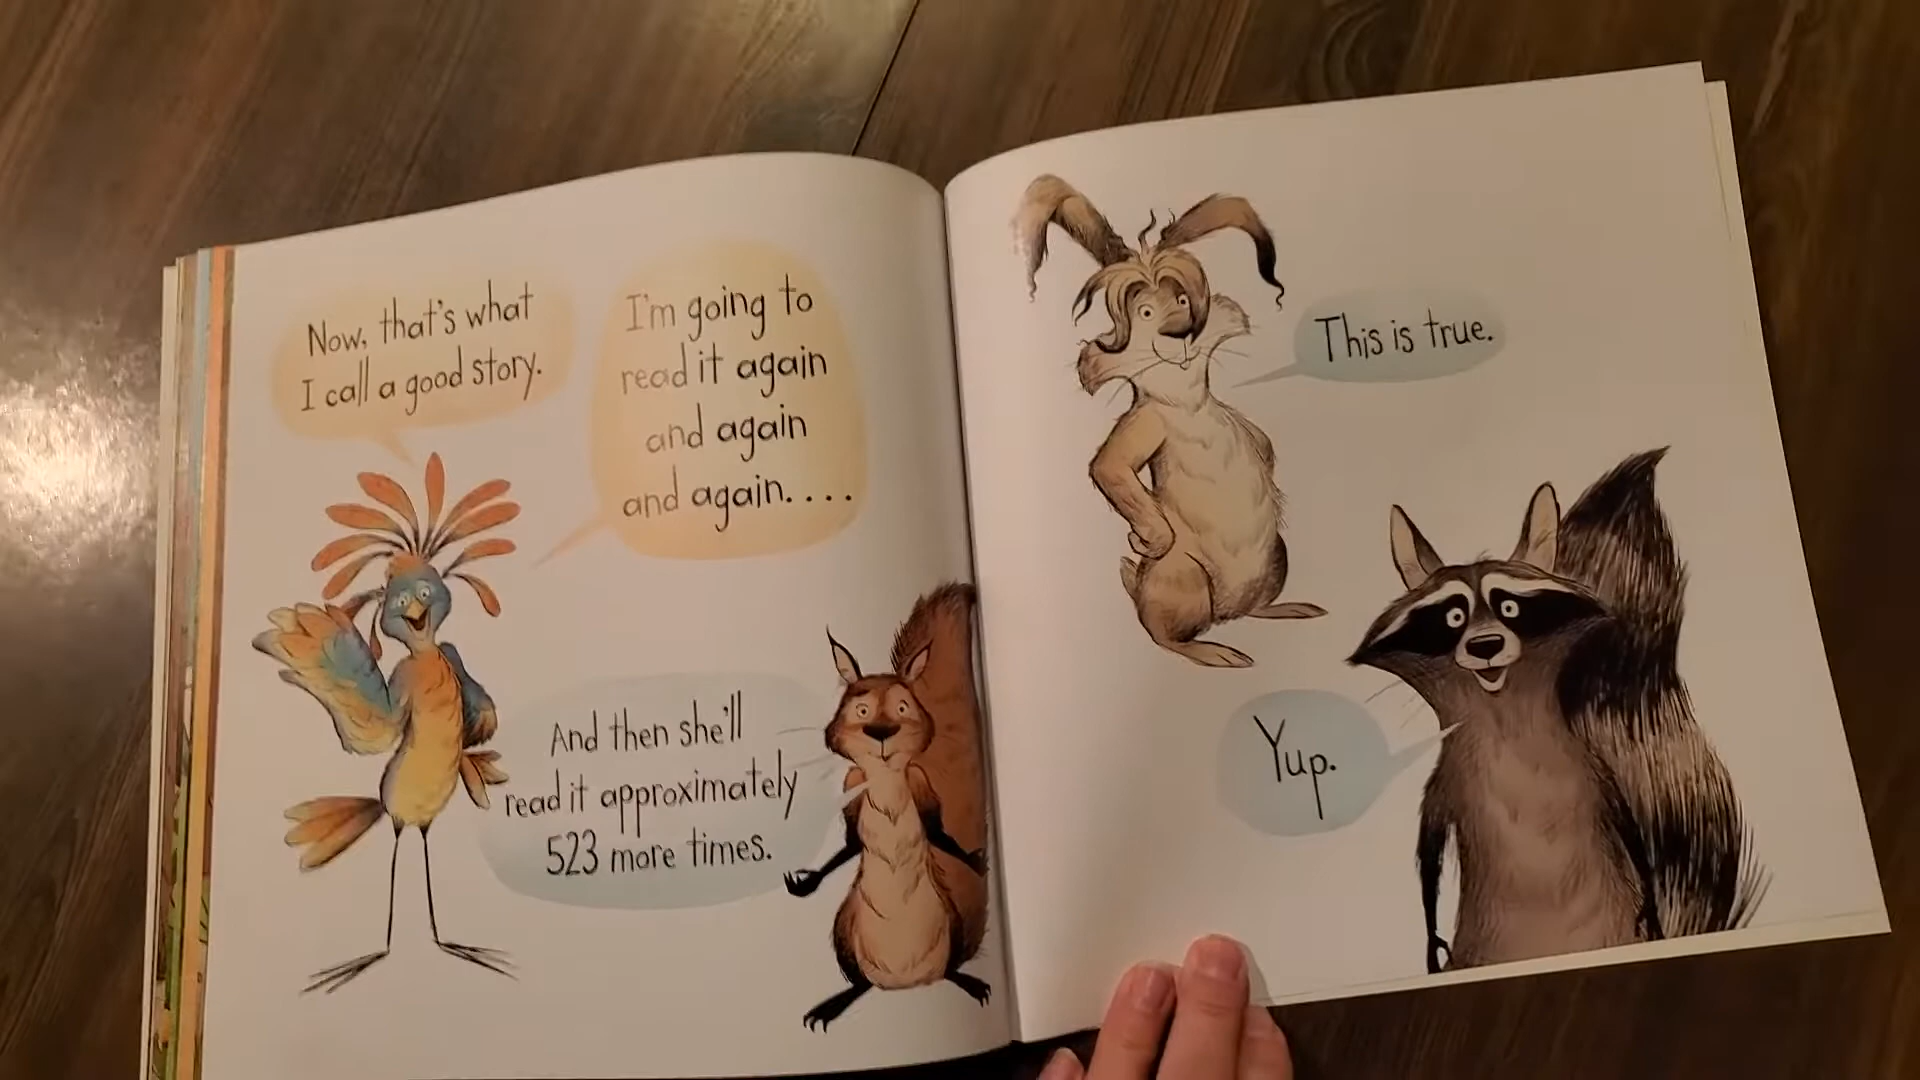 Now, that's what
I call a good story.
I'm going to
read it again
and again
and again. . . .
And then she'll
read it approximately
523 more times.
This is true.
Yup.